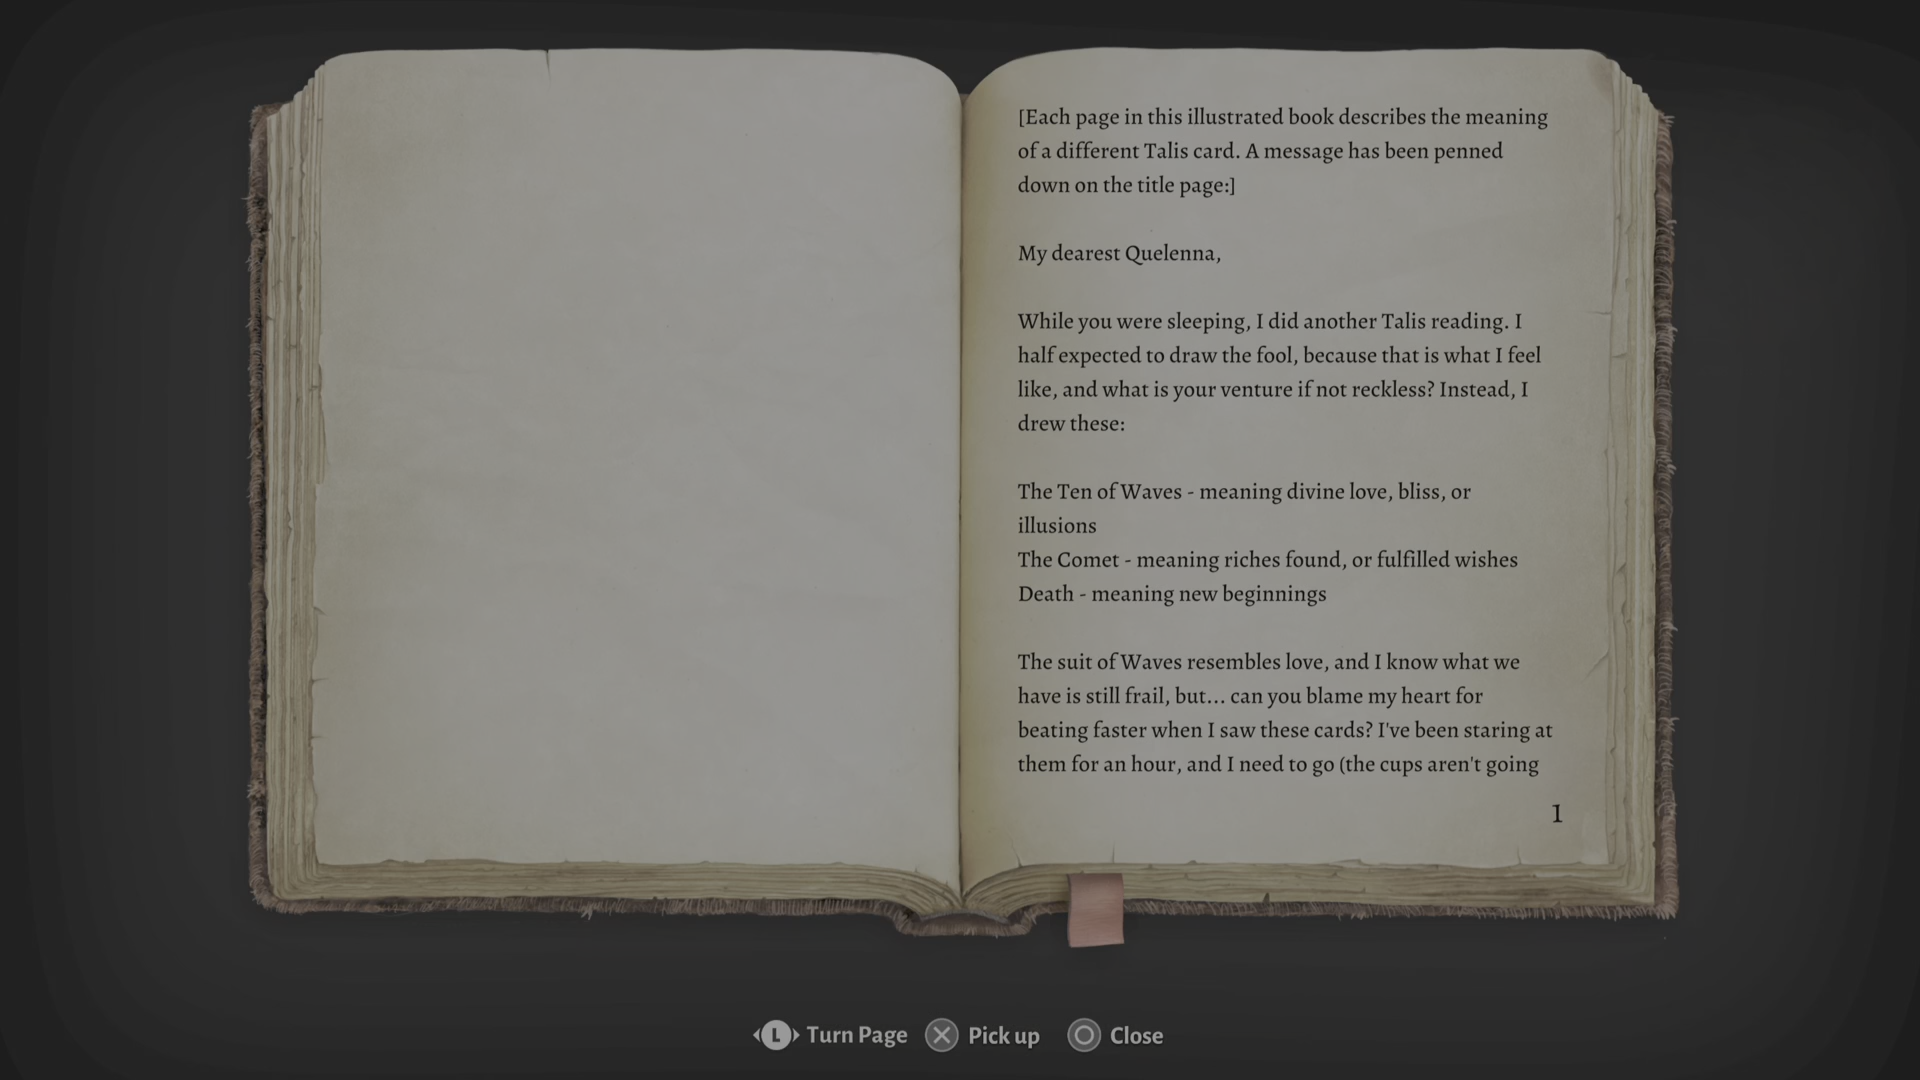 [Each page in this illustrated book describes the meaning
of a different Talis card. A message has been penned
down on the title page:]
My dearest Quelenna,
While you were sleeping, I did another Talis reading. I
half expected to draw the fool, because that is what I feel
like, and what is your venture if not reckless? Instead, I
drew these:
The Ten of Waves - meaning divine love, bliss, or
illusions
The Comet - meaning riches found, or fulfilled wishes
Death - meaning new beginnings
The suit of Waves resembles love, and I know what we
have is still frail, but... can you blame my heart for
beating faster when I saw these cards? I've been staring at
them for an hour, and I need to go (the cups aren't going
1
L Turn Page Pick up Close